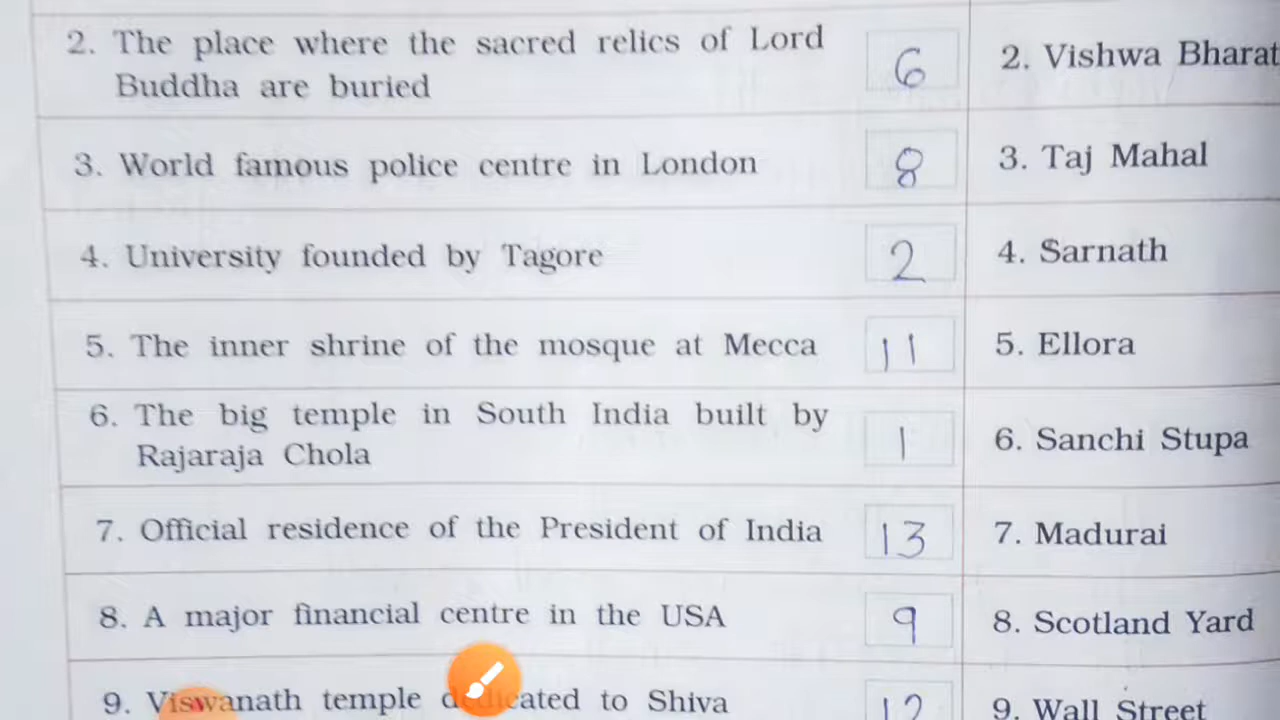 2. The place where the sacred relics of Lord
Buddha are buried
6
2. Vishwa Bharat
3. World famous police centre in London
8
3. Taj Mahal
4. University founded by Tagore
2
4. Sarnath
5. The inner shrine of the mosque at Mecca
11
5. Ellora
6. The big temple in South India built by
Rajaraja Chola
1
6. Sanchi Stupa
7. Official residence of the President of India
13
7. Madurai
8. A major financial centre in the USA
9
8. Scotland Yard
9. Viswanath temple dedicated to Shiva
12
9. Wall Street